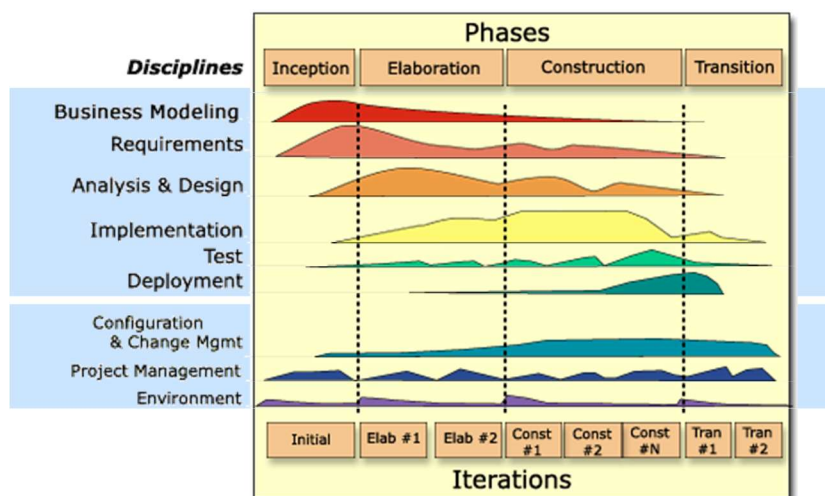 Phases
Disciplines
Inception
Elaboration
Construction
Transition
Business Modeling
Requirements
Analysis & Design
Implementation
Test
Deployment
Configuration
& Change Mgmt
Project Management
Environment
Initial
Elab #1
Elab #2
Const
#1
Const
#2
Const
#N
Tran
#1
Tran
#2
Iterations